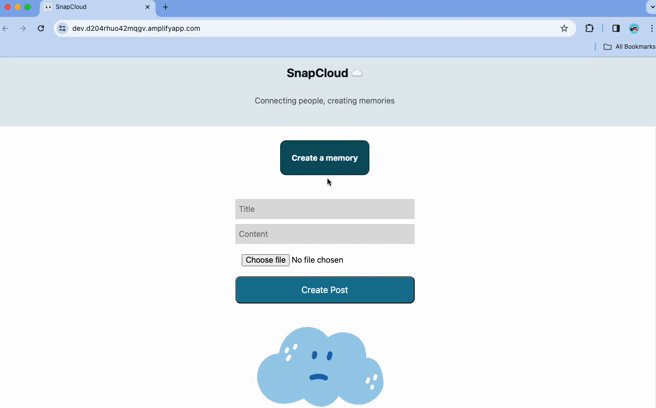 SnapCloud
dev.d204rhuo42mqgv.amplifyapp.com
All Bookmarks
SnapCloud
Connecting people, creating memories
Create a memory
Title
Content
Choose file No file chosen
Create Post